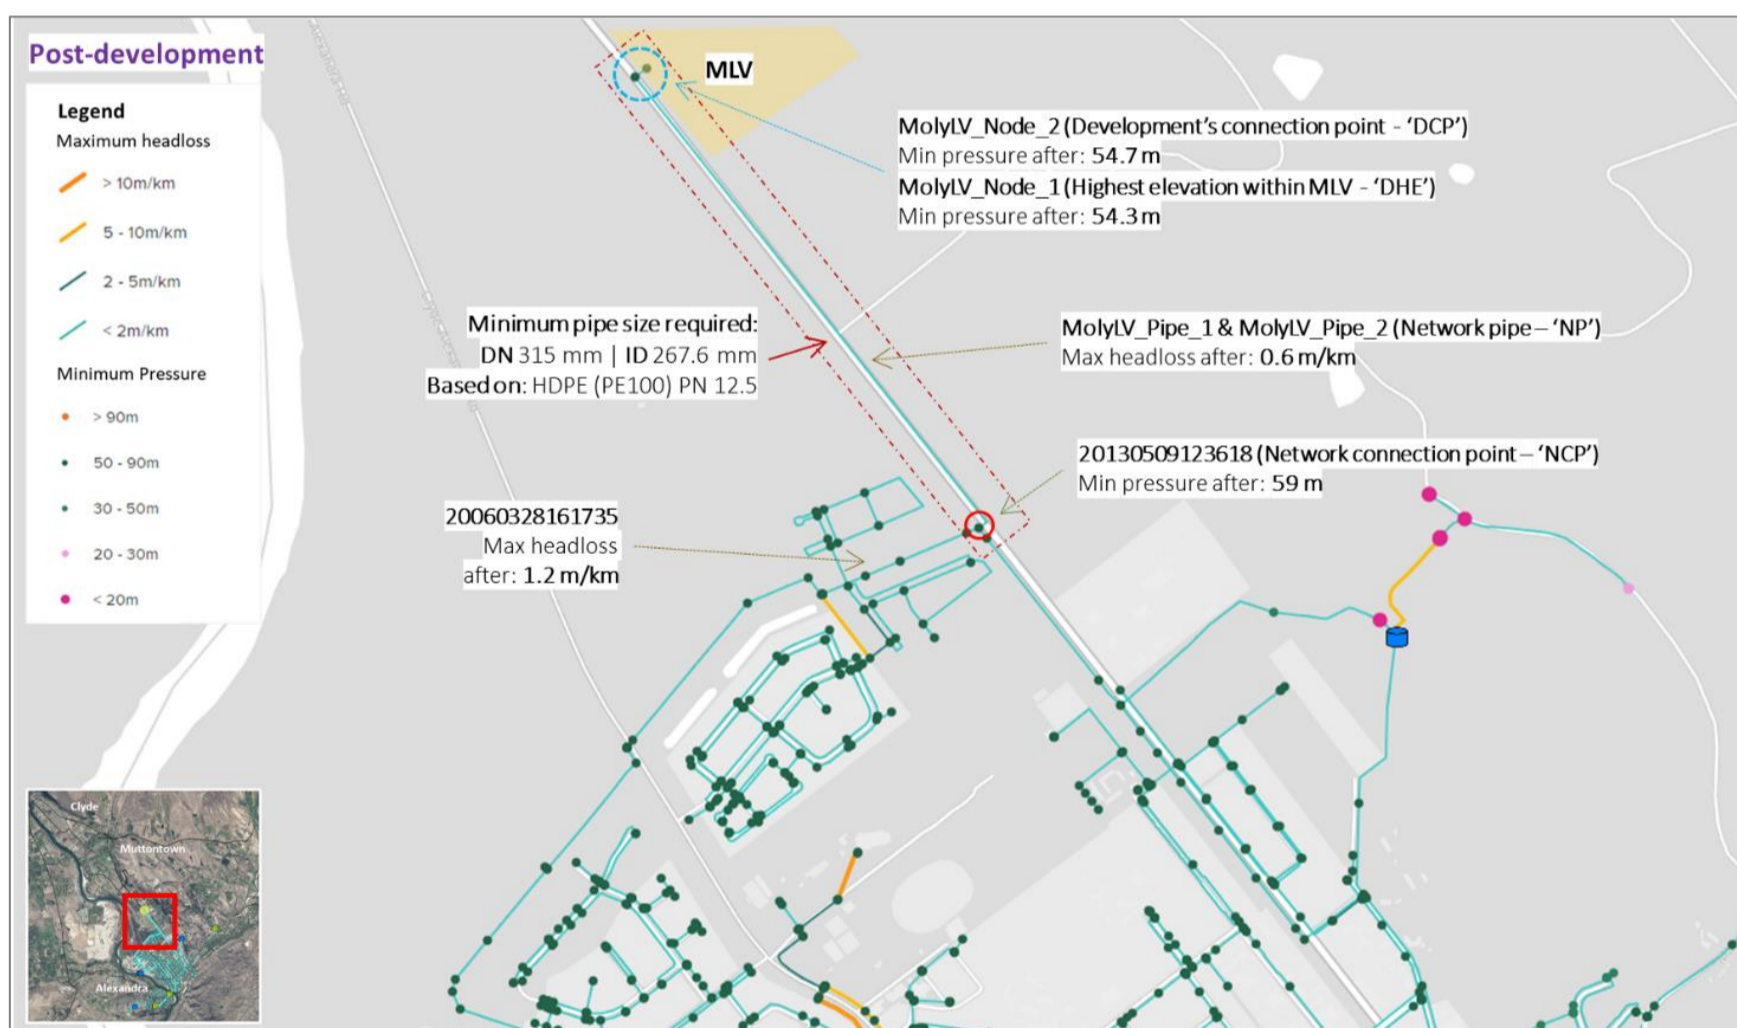 Post-development
Legend
Maximum headloss
> 10m/km
5 - 10m/km
2 - 5m/km
< 2m/km
Minimum Pressure
> 90m
50 - 90m
30 - 50m
20 - 30m
< 20m
MLV
MolyLV_Node_2 (Development's connection point - 'DCP')
Min pressure after: 54.7 m
MolyLV_Node_1 (Highest elevation within MLV - 'DHE')
Min pressure after: 54.3 m
Minimum pipe size required:
DN 315 mm | ID 267.6 mm
Based on: HDPE (PE100) PN 12.5
MolyLV_Pipe_1 & MolyLV_Pipe_2 (Network pipe – 'NP')
Max headloss after: 0.6 m/km
20130509123618 (Network connection point – 'NCP')
Min pressure after: 59 m
20060328161735
Max headloss
after: 1.2 m/km
Clyde
Muttontown
Alexandra